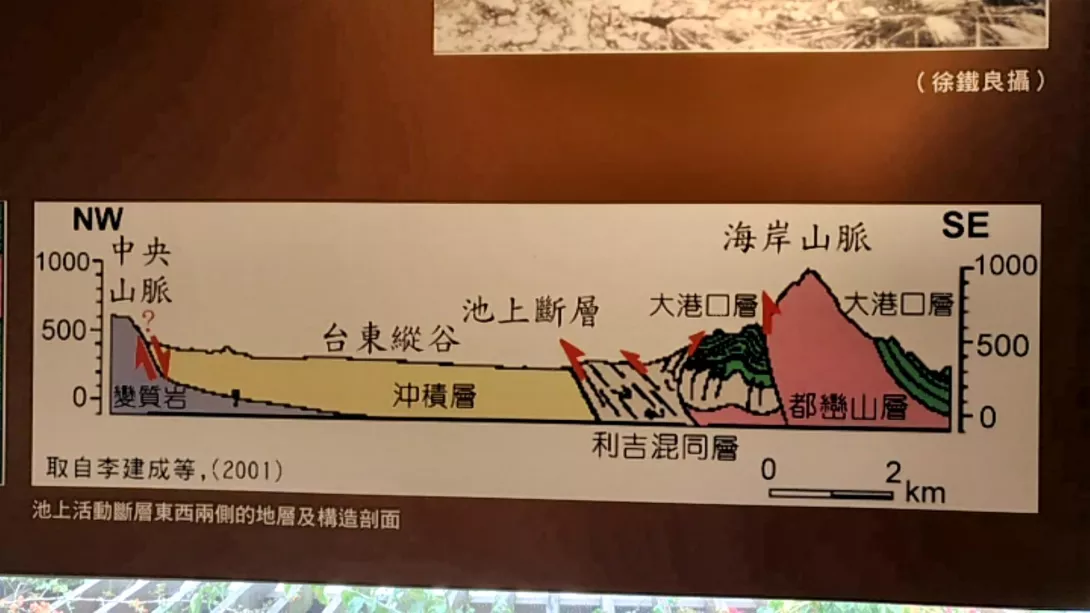 （徐鐵良攝）
NW
SE
中央
山脈
海岸山脈
1000
500
0
1000
500
0
?
池上斷層
大港口層
大港口層
台東縱谷
變質岩
沖積層
都巒山層
利吉混同層
取自李建成等,(2001)
0
2
km
池上活動斷層東西兩側的地層及構造剖面